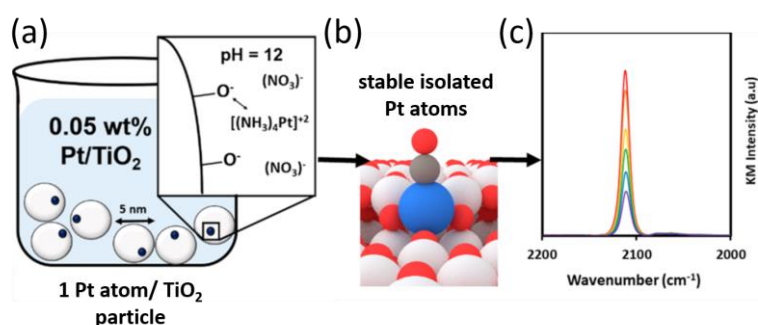 (a)
pH = 12
O⁻
(NO₃)⁻
[(NH₃)₄Pt]⁺²
O⁻
(NO₃)⁻
0.05 wt%
Pt/TiO₂
5 nm
1 Pt atom/ TiO₂
particle
(b)
stable isolated
Pt atoms
(c)
KM Intensity (a.u)
2200
2100
2000
Wavenumber (cm⁻¹)